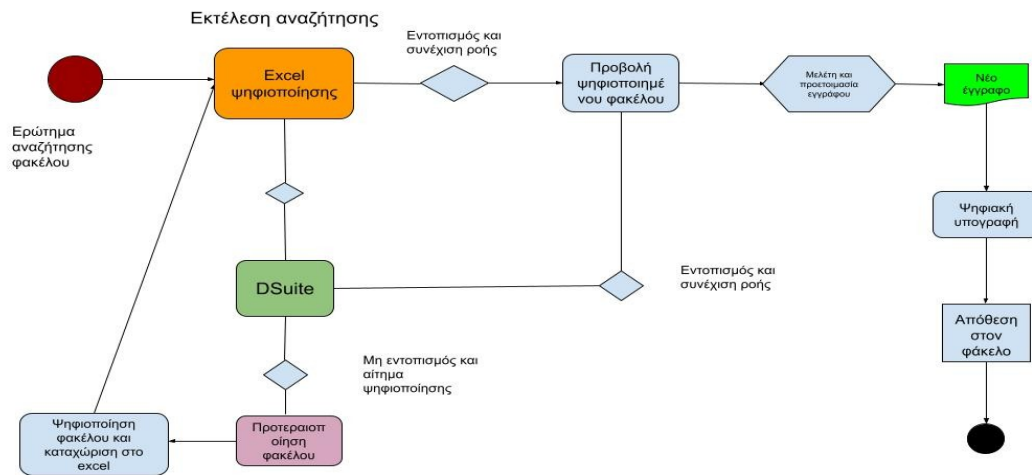 Εκτέλεση αναζήτησης
Εντοπισμός και
συνέχιση ροής
Excel
ψηφιοποίησης
Προβολή
ψηφιοποιημέ
νου φακέλου
Μελέτη και
προετοιμασία
εγγράφου
Νέο
έγγραφο
Ερώτημα
αναζήτησης
φακέλου
Ψηφιακή
υπογραφή
DSuite
Εντοπισμός και
συνέχιση ροής
Απόθεση
στον
φάκελο
Μη εντοπισμός και
αίτημα
ψηφιοποίησης
Ψηφιοποίηση
φακέλου και
καταχώριση στο
excel
Προτεραιοπ
οίηση
φακέλου